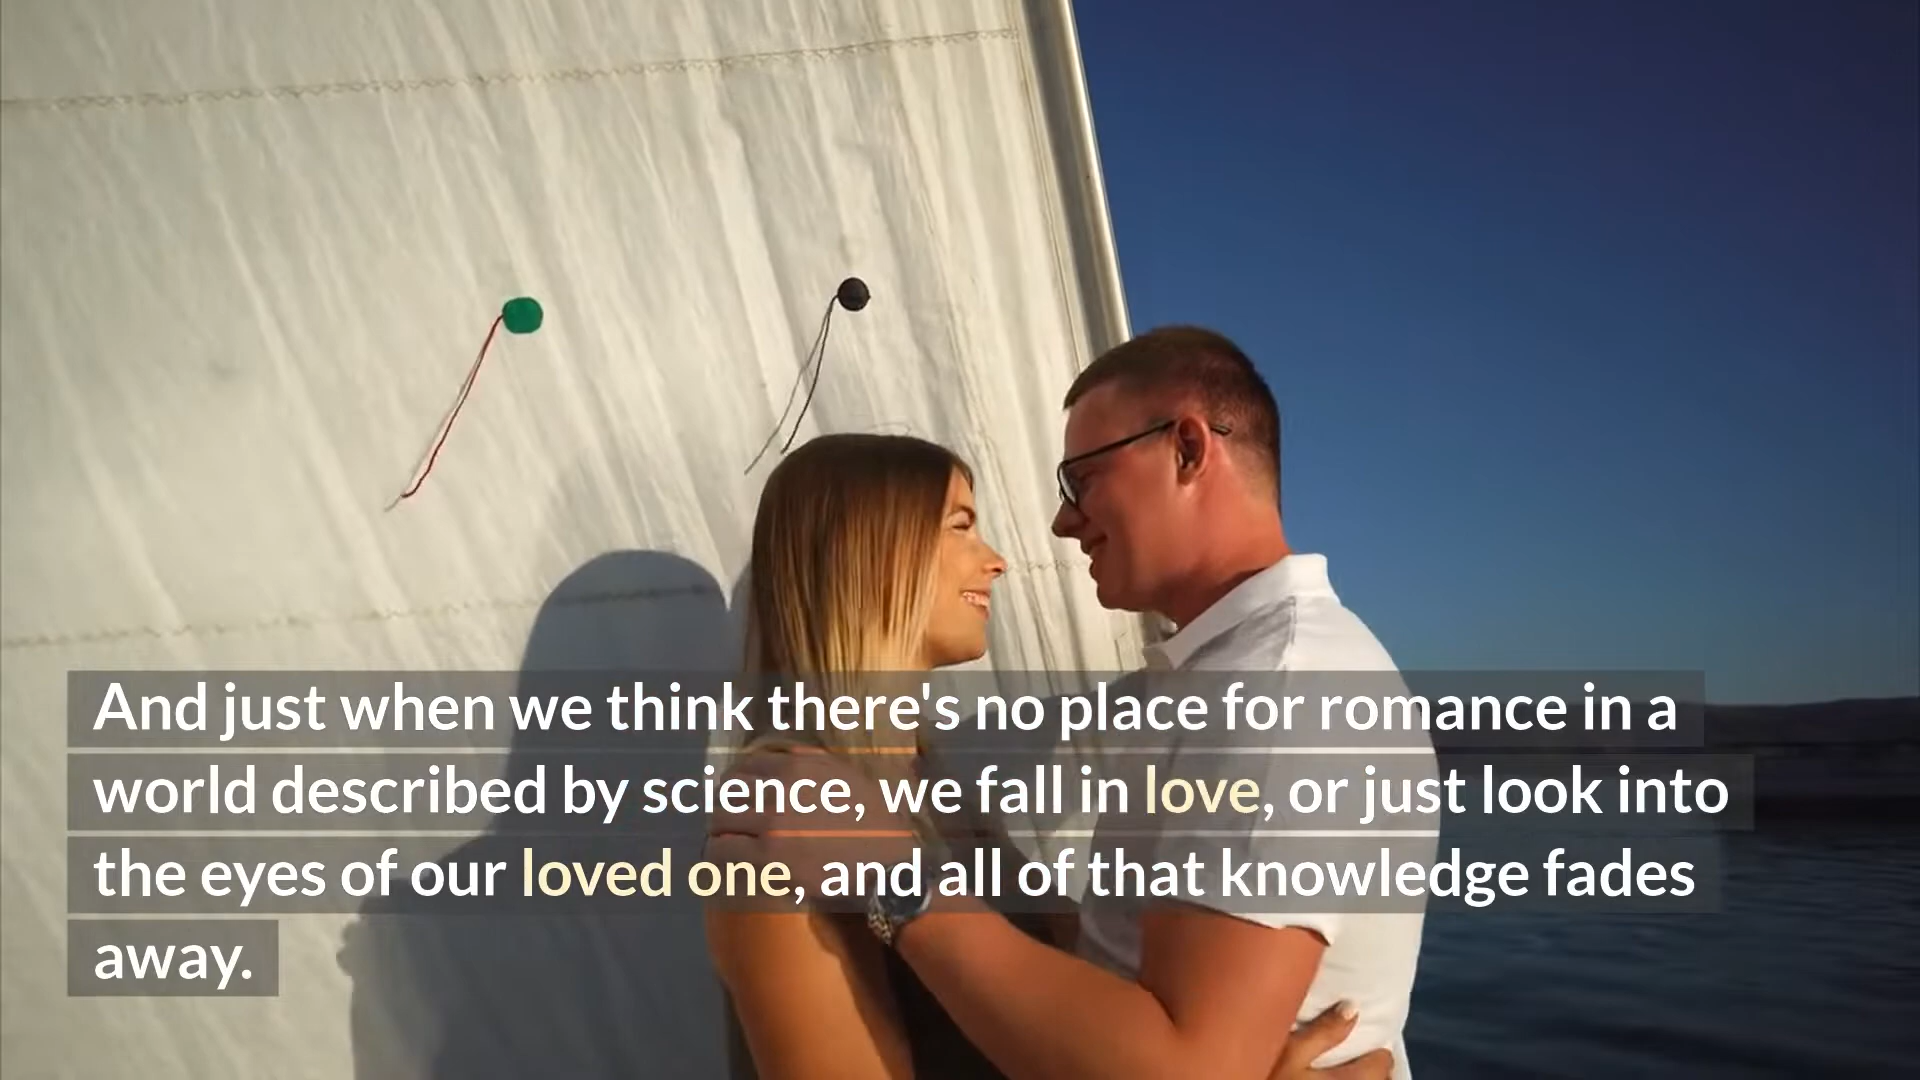 And just when we think there's no place for romance in a
world described by science, we fall in love, or just look into
the eyes of our loved one, and all of that knowledge fades
away.